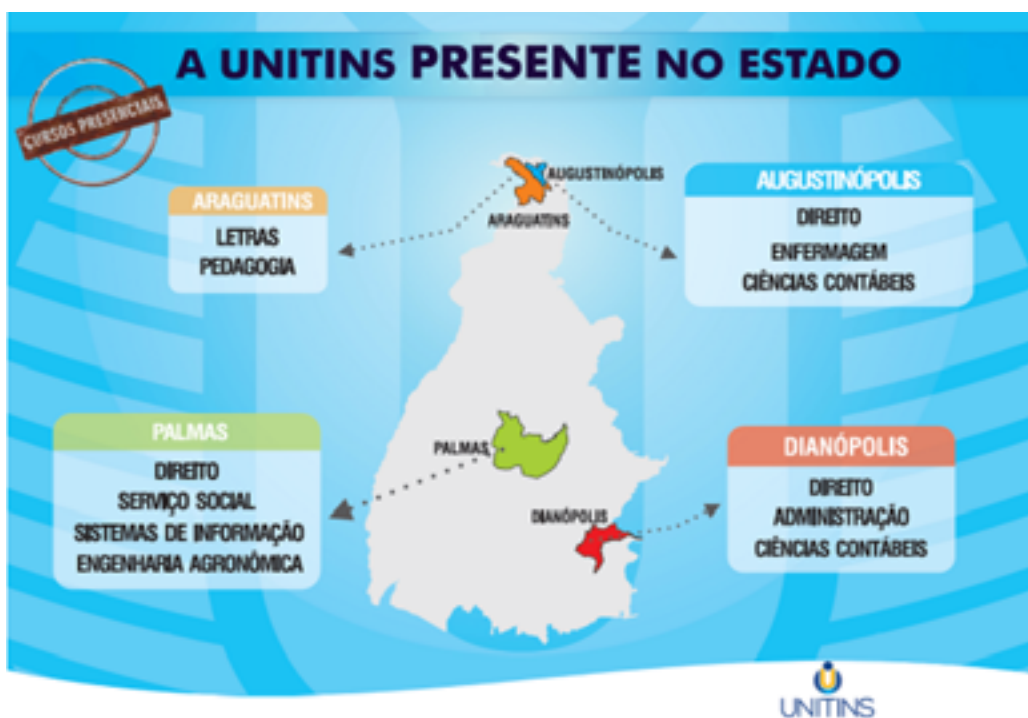 A UNITINS PRESENTE NO ESTADO
CURSOS PRESENCIAIS
AUGUSTINÓPOLIS
ARAGUATINS
ARAGUATINS
LETRAS
PEDAGOGIA
AUGUSTINÓPOLIS
DIREITO
ENFERMAGEM
CIÊNCIAS CONTÁBEIS
PALMAS
DIREITO
SERVIÇO SOCIAL
SISTEMAS DE INFORMAÇÃO
ENGENHARIA AGRONÔMICA
PALMAS
DIANÓPOLIS
DIANÓPOLIS
DIREITO
ADMINISTRAÇÃO
CIÊNCIAS CONTÁBEIS
UNITINS